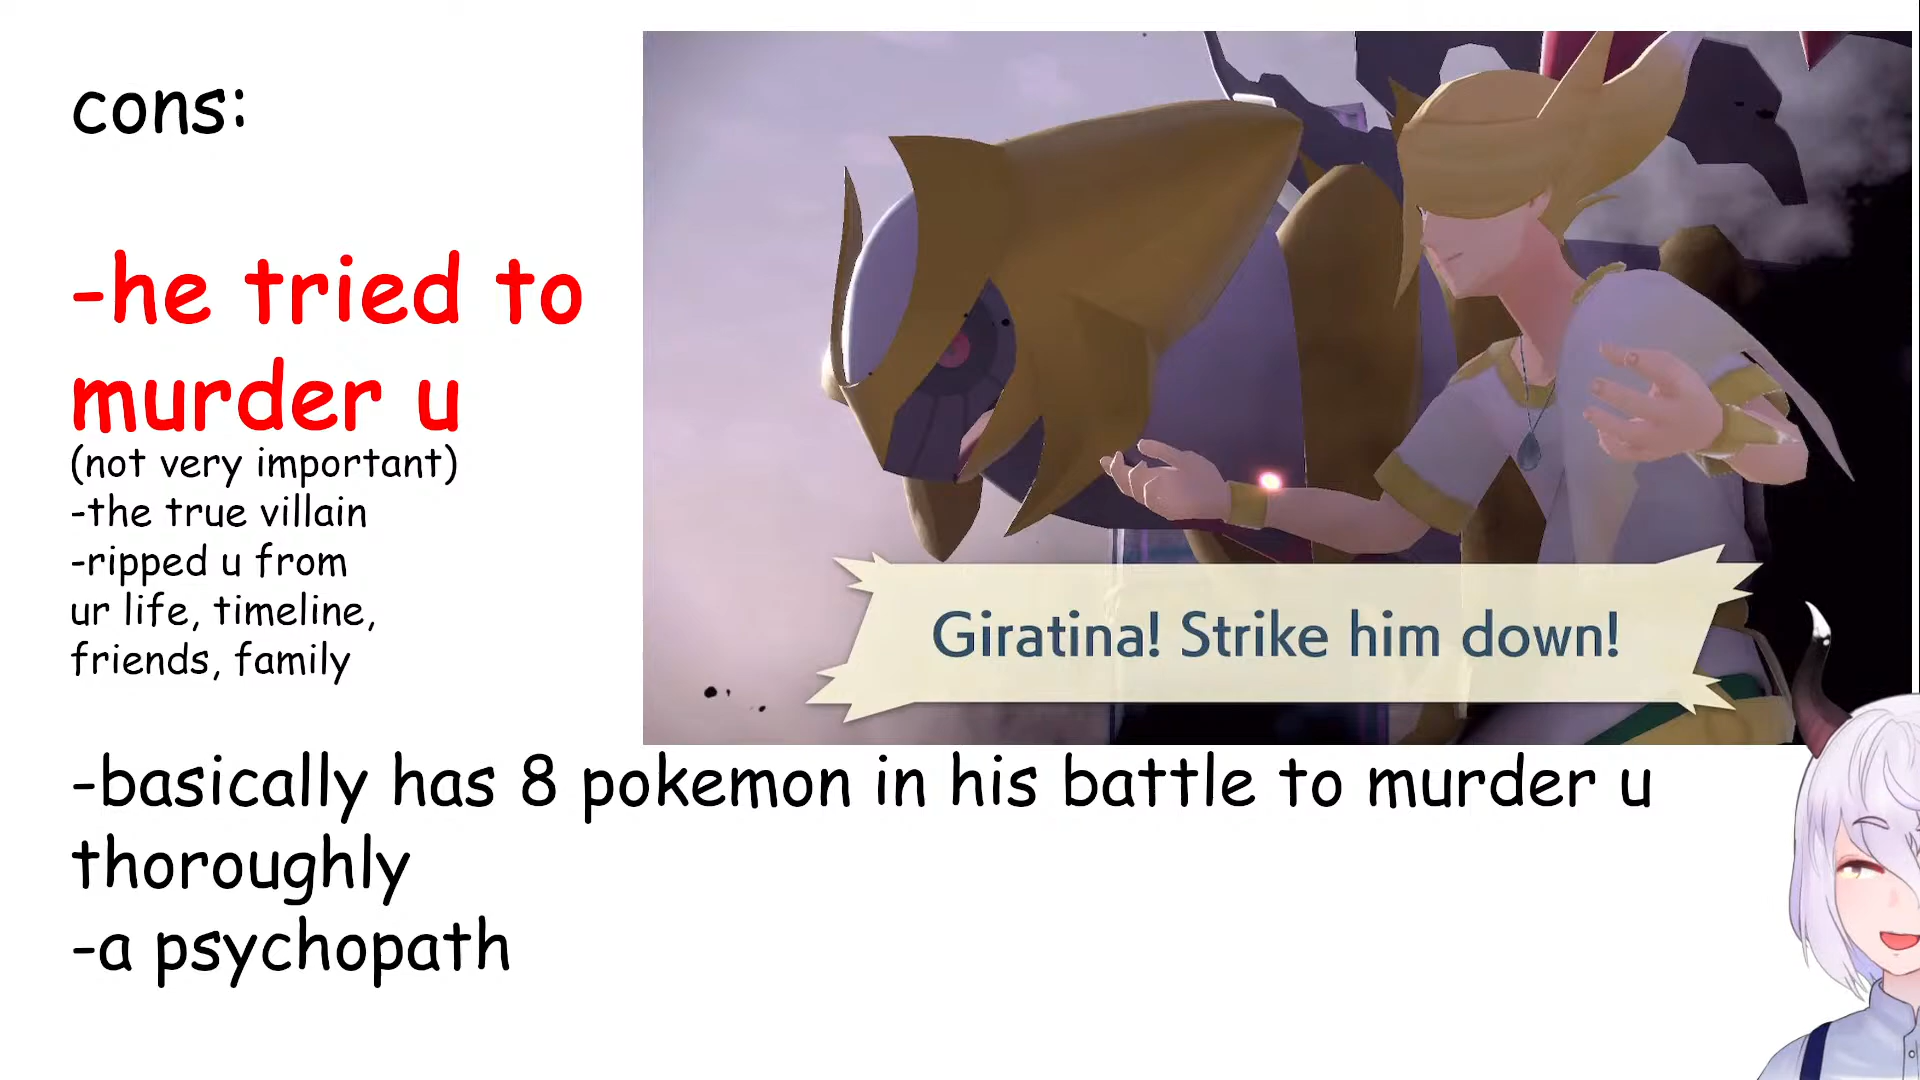 cons:
-he tried to
murder u
(not very important)
-the true villain
-ripped u from
ur life, timeline,
friends, family
Giratina! Strike him down!
-basically has 8 pokemon in his battle to murder u
thoroughly
-a psychopath